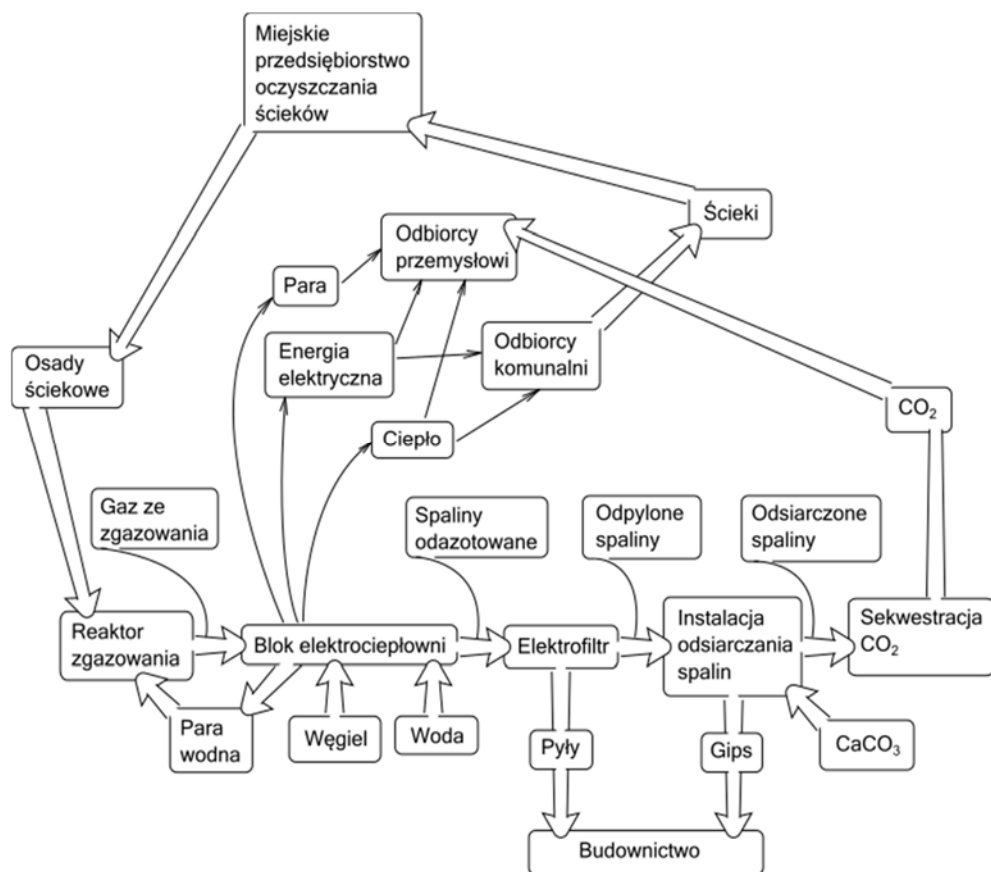 Miejskie
przedsiębiorstwo
oczyszczania
ścieków
Ścieki
Odbiorcy
przemysłowi
Para
Energia
elektryczna
Odbiorcy
komunalni
Osady
ściekowe
CO₂
Ciepło
Gaz ze
zgazowania
Spaliny
odazotowane
Odpylone
spaliny
Odsiarczone
spaliny
Reaktor
zgazowania
Blok elektrociepłowni
Elektrofiltr
Instalacja
odsiarczania
spalin
Sekwestracja
CO₂
Para
wodna
Węgiel
Woda
Pyły
Gips
CaCO₃
Budownictwo